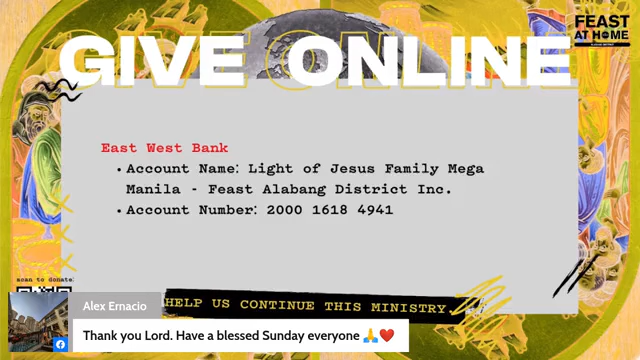 GIVE ONLINE
FEAST
AT HOME
East West Bank
• Account Name: Light of Jesus Family Mega
Manila - Feast Alabang District Inc.
• Account Number: 2000 1618 4941
scan to donate:
HELP US CONTINUE THIS MINISTRY.
Alex Ernacio
Thank you Lord. Have a blessed Sunday everyone 🙏❤️